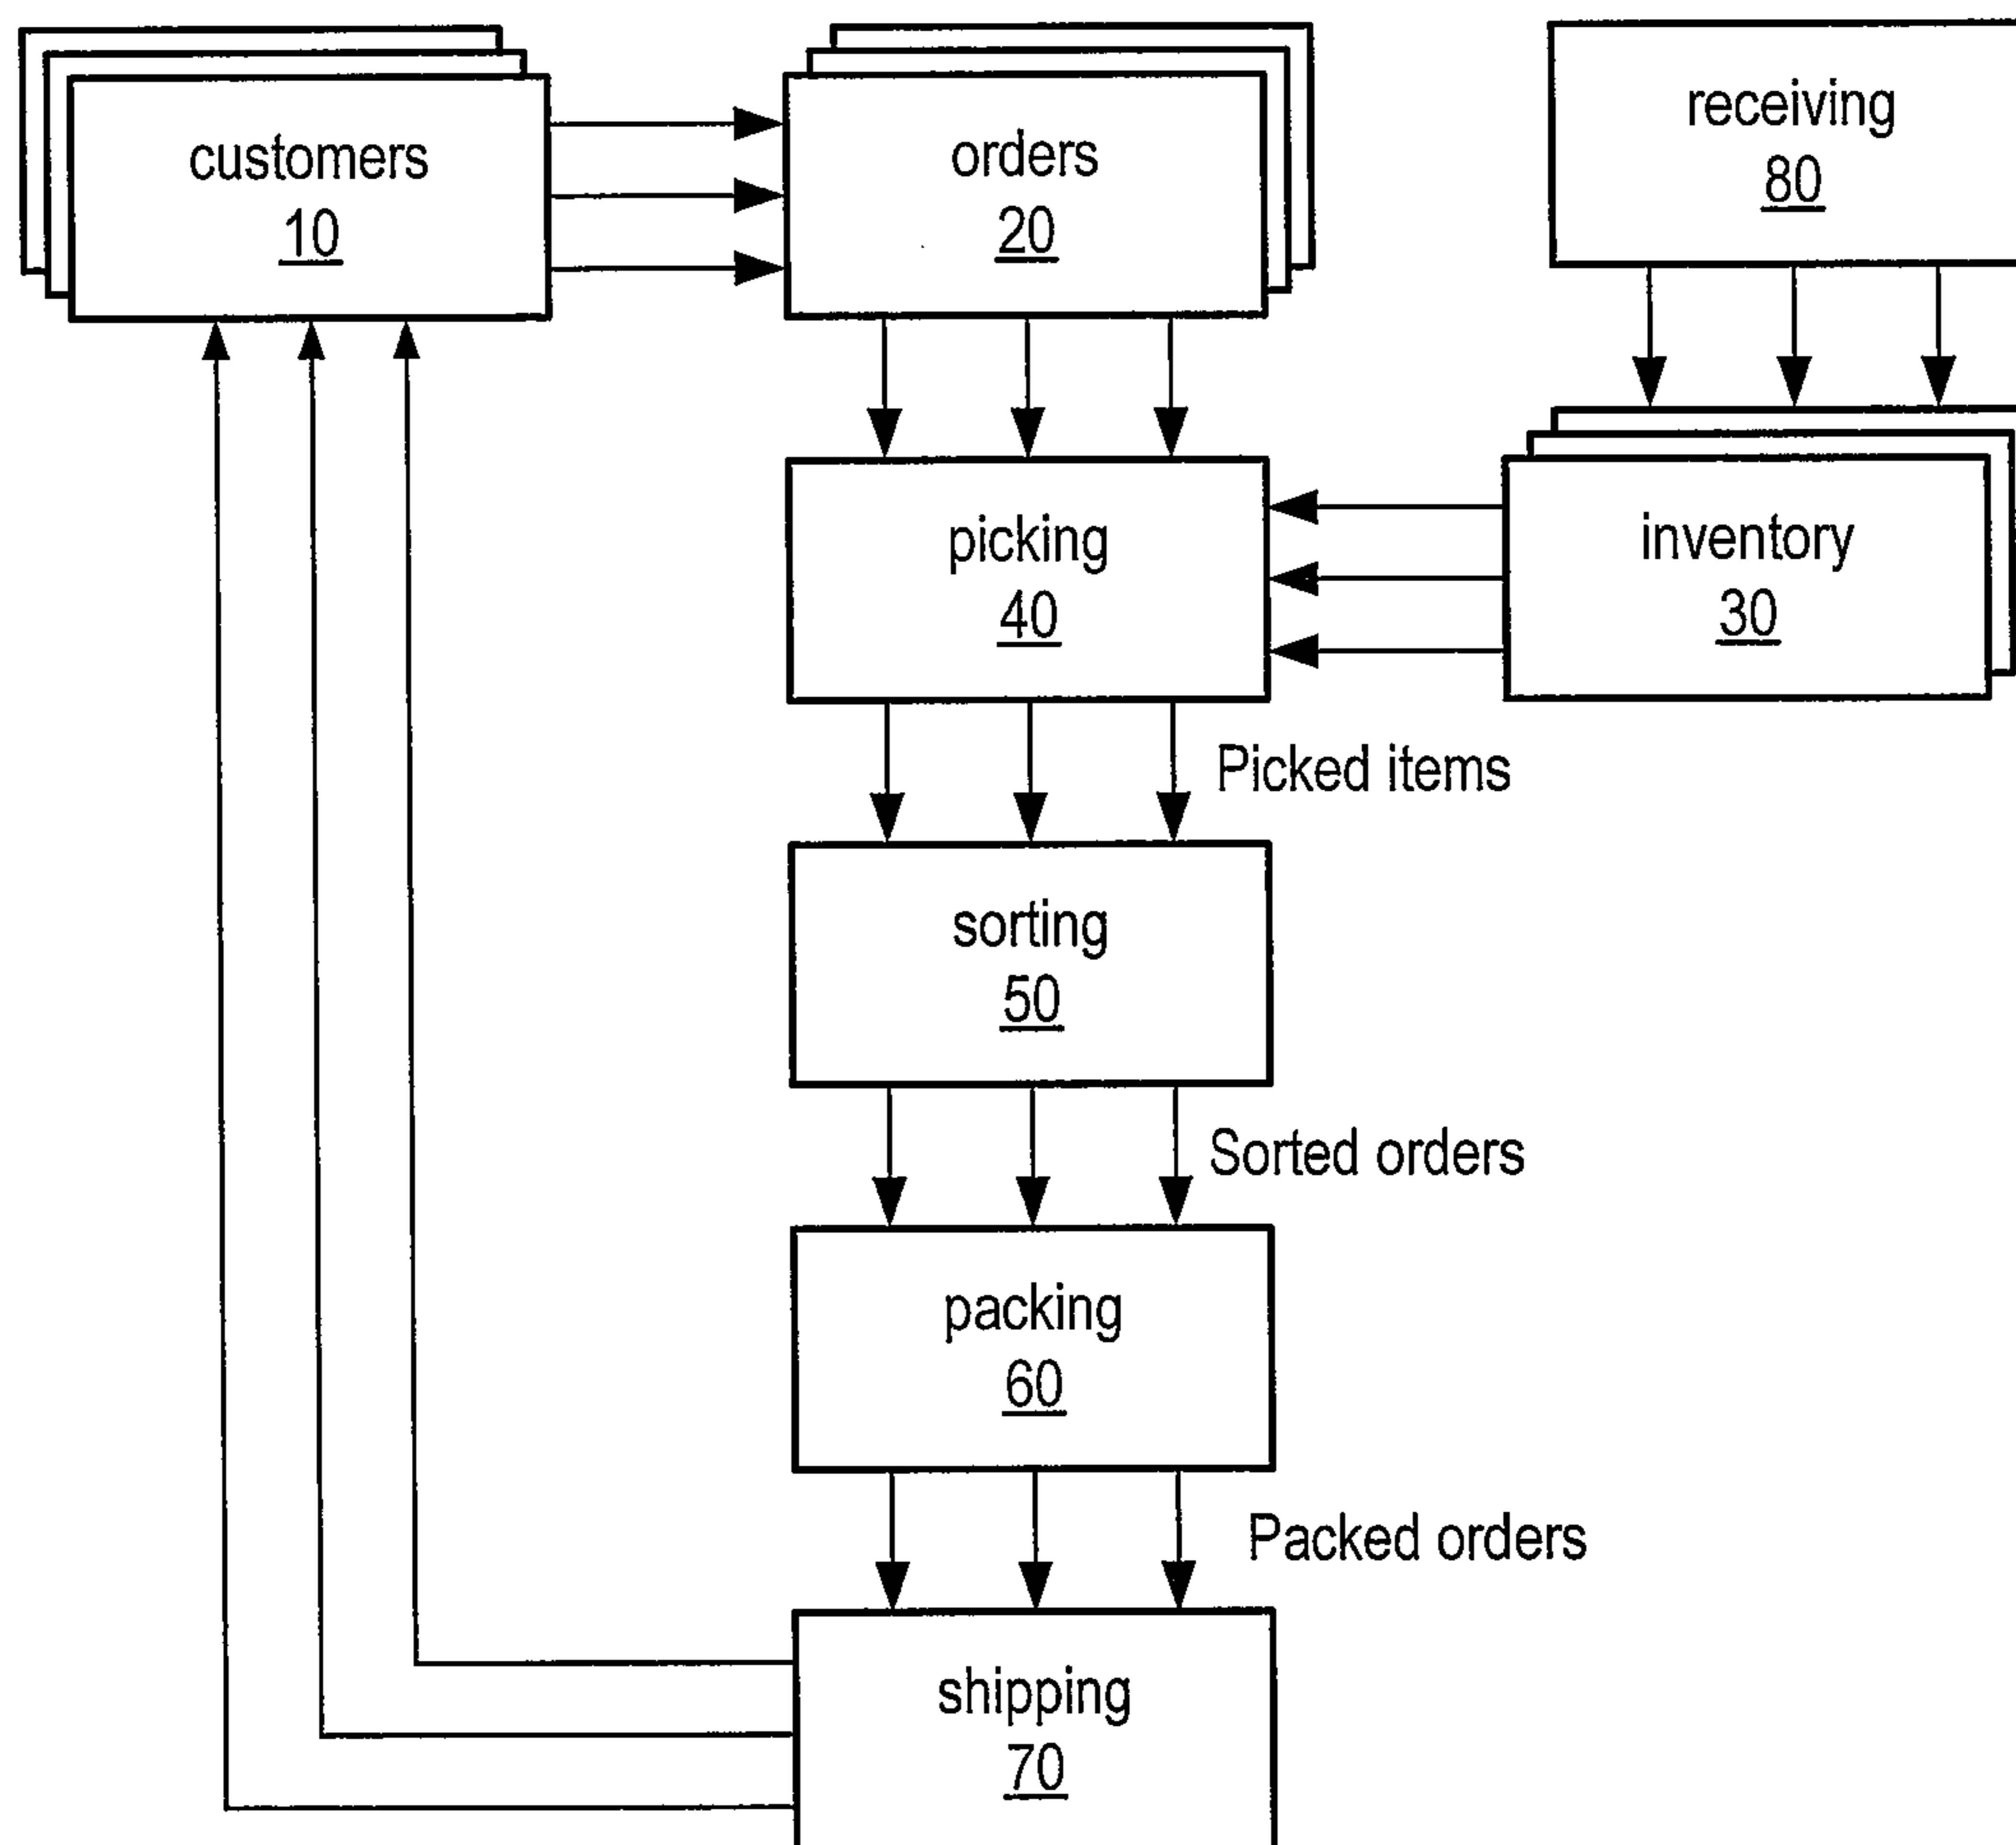 customers
10
orders
20
receiving
80
picking
40
inventory
30
Picked items
sorting
50
Sorted orders
packing
60
Packed orders
shipping
70